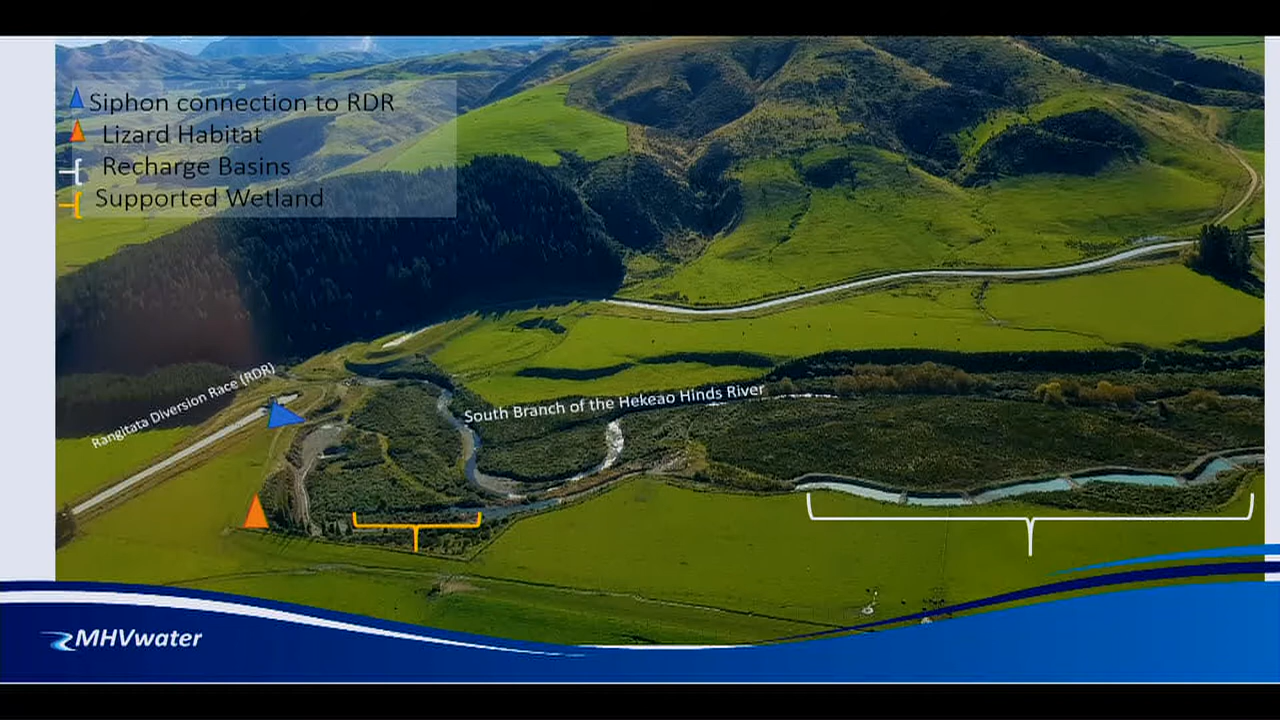 Siphon connection to RDR
Lizard Habitat
Recharge Basins
Supported Wetland
Rangitata Diversion Race (RDR)
South Branch of the Hekeao Hinds River
MHVwater